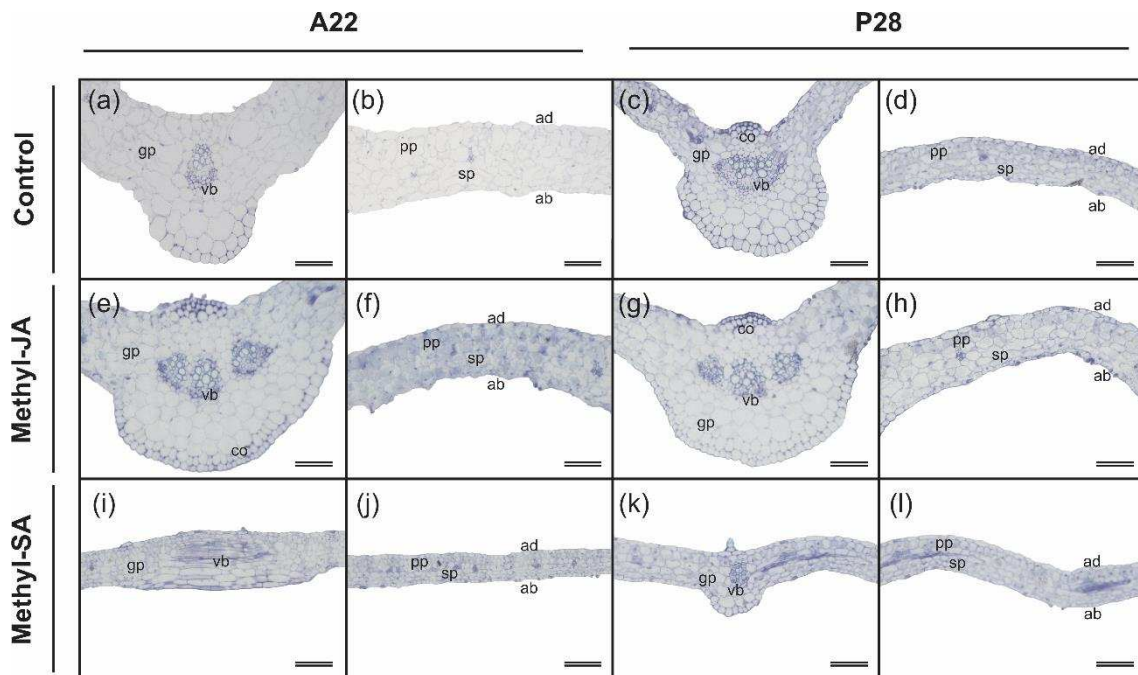 A22 P28
Control
(a) gp vb
(b) ad pp sp ab
(c) co gp vb
(d) ad pp sp ab
Methyl-JA
(e) gp vb co
(f) ad pp sp ab
(g) co vb gp
(h) ad pp sp ab
Methyl-SA
(i) gp vb
(j) ad pp sp ab
(k) gp vb
(l) pp sp ad ab